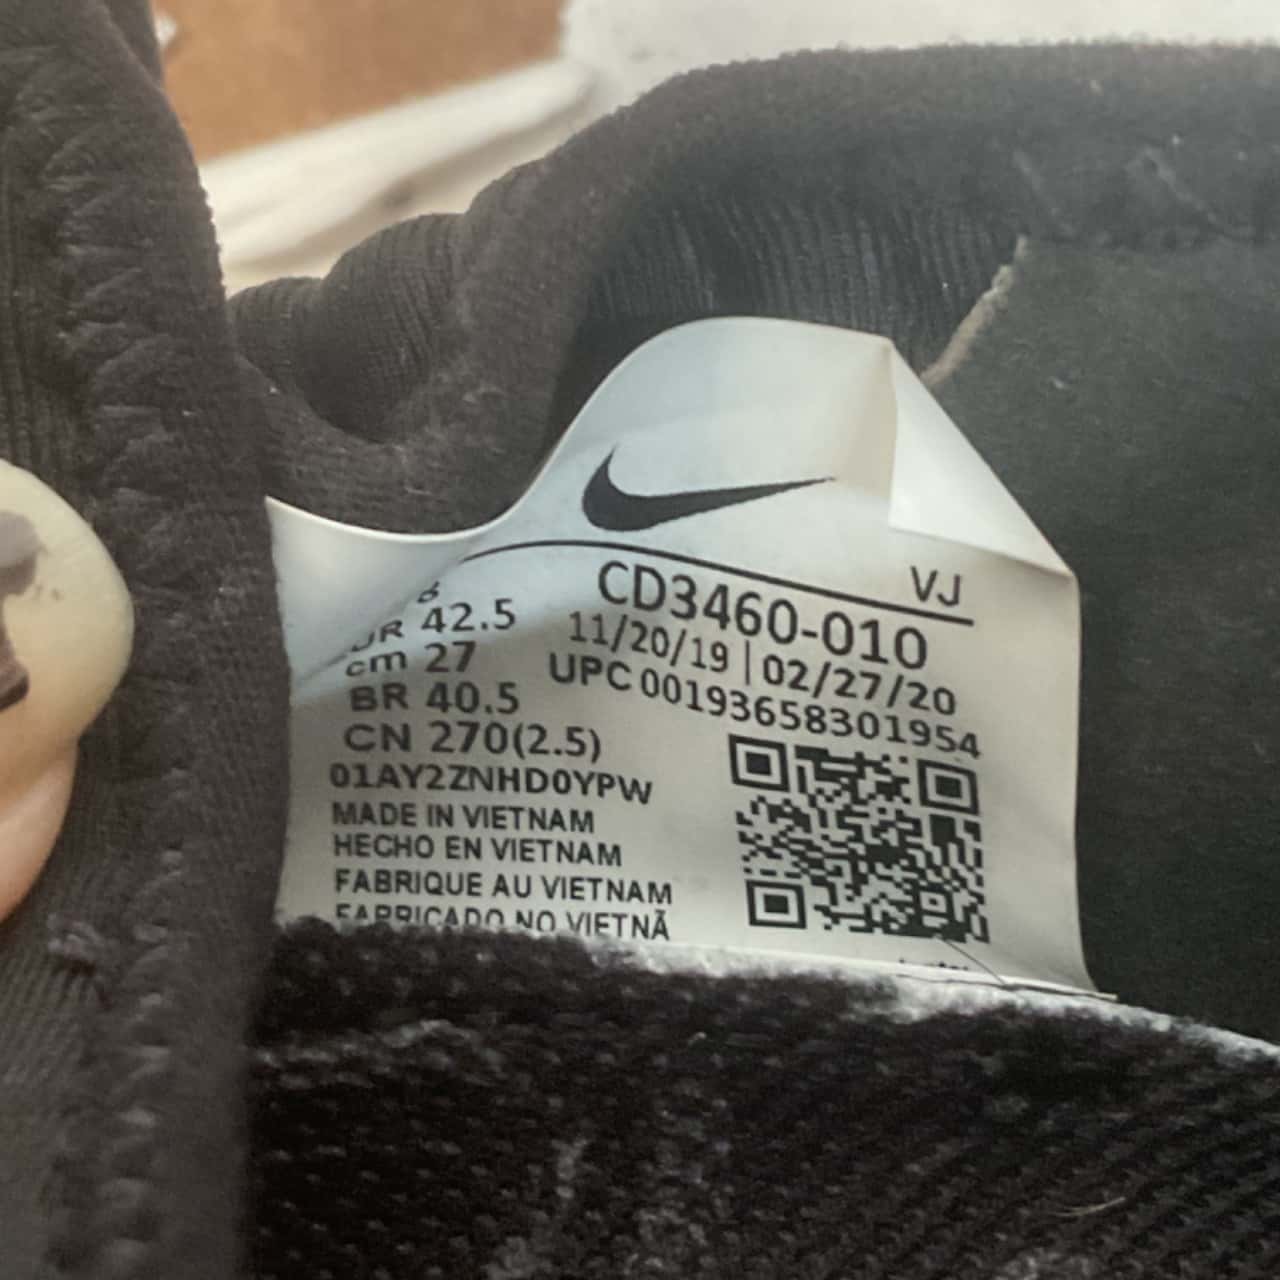 VJ
CD3460-010
11/20/19 | 02/27/20
UPC 00193658301954
42.5
cm 27
BR 40.5
CN 270(2.5)
01AY2ZNHD0YPW
MADE IN VIETNAM
HECHO EN VIETNAM
FABRIQUE AU VIETNAM
FABRICADO NO VIETNÃ